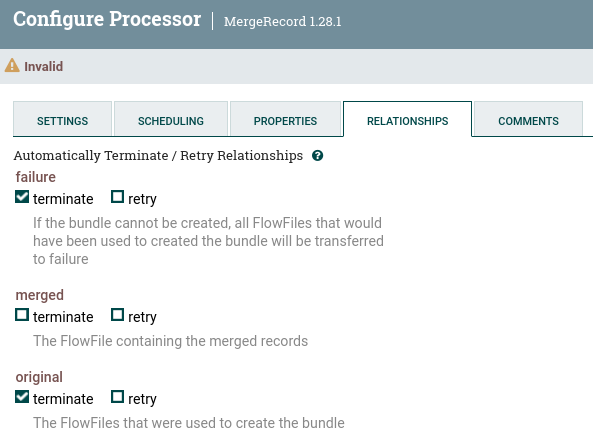 Configure Processor | MergeRecord 1.28.1
Invalid
SETTINGS SCHEDULING PROPERTIES RELATIONSHIPS COMMENTS
Automatically Terminate / Retry Relationships ?
failure
terminate retry
If the bundle cannot be created, all FlowFiles that would
have been used to created the bundle will be transferred
to failure
merged
terminate retry
The FlowFile containing the merged records
original
terminate retry
The FlowFiles that were used to create the bundle